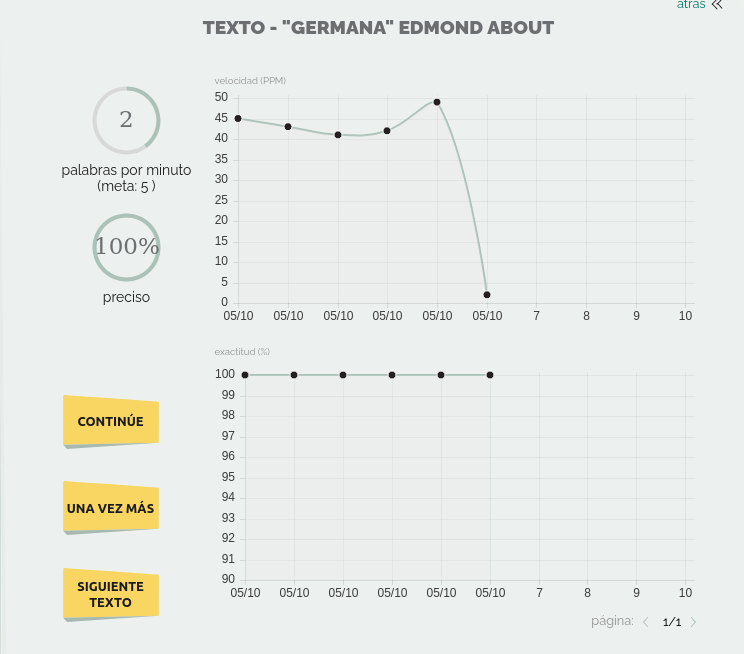 atrás
TEXTO - "GERMANA" EDMOND ABOUT
2
palabras por minuto
(meta: 5 )
100%
preciso
CONTINÚE
UNA VEZ MÁS
SIGUIENTE
TEXTO
velocidad (PPM)
50
45
40
35
30
25
20
15
10
5
0
05/10 05/10 05/10 05/10 05/10 05/10 7 8 9 10
exactitud (%)
100
99
98
97
96
95
94
93
92
91
90
05/10 05/10 05/10 05/10 05/10 05/10 7 8 9 10
página: 1/1